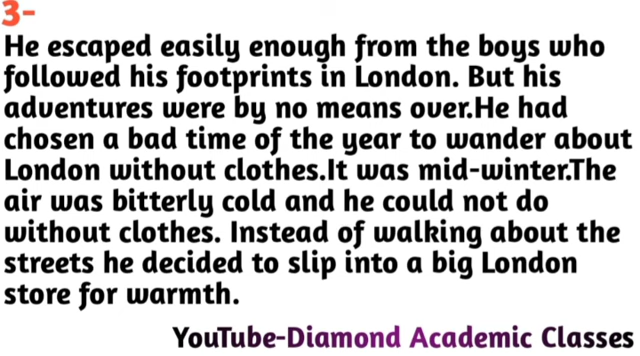 3-
He escaped easily enough from the boys who
followed his footprints in London. But his
adventures were by no means over.He had
chosen a bad time of the year to wander about
London without clothes.It was mid-winter.The
air was bitterly cold and he could not do
without clothes. Instead of walking about the
streets he decided to slip into a big London
store for warmth.
YouTube-Diamond Academic Classes